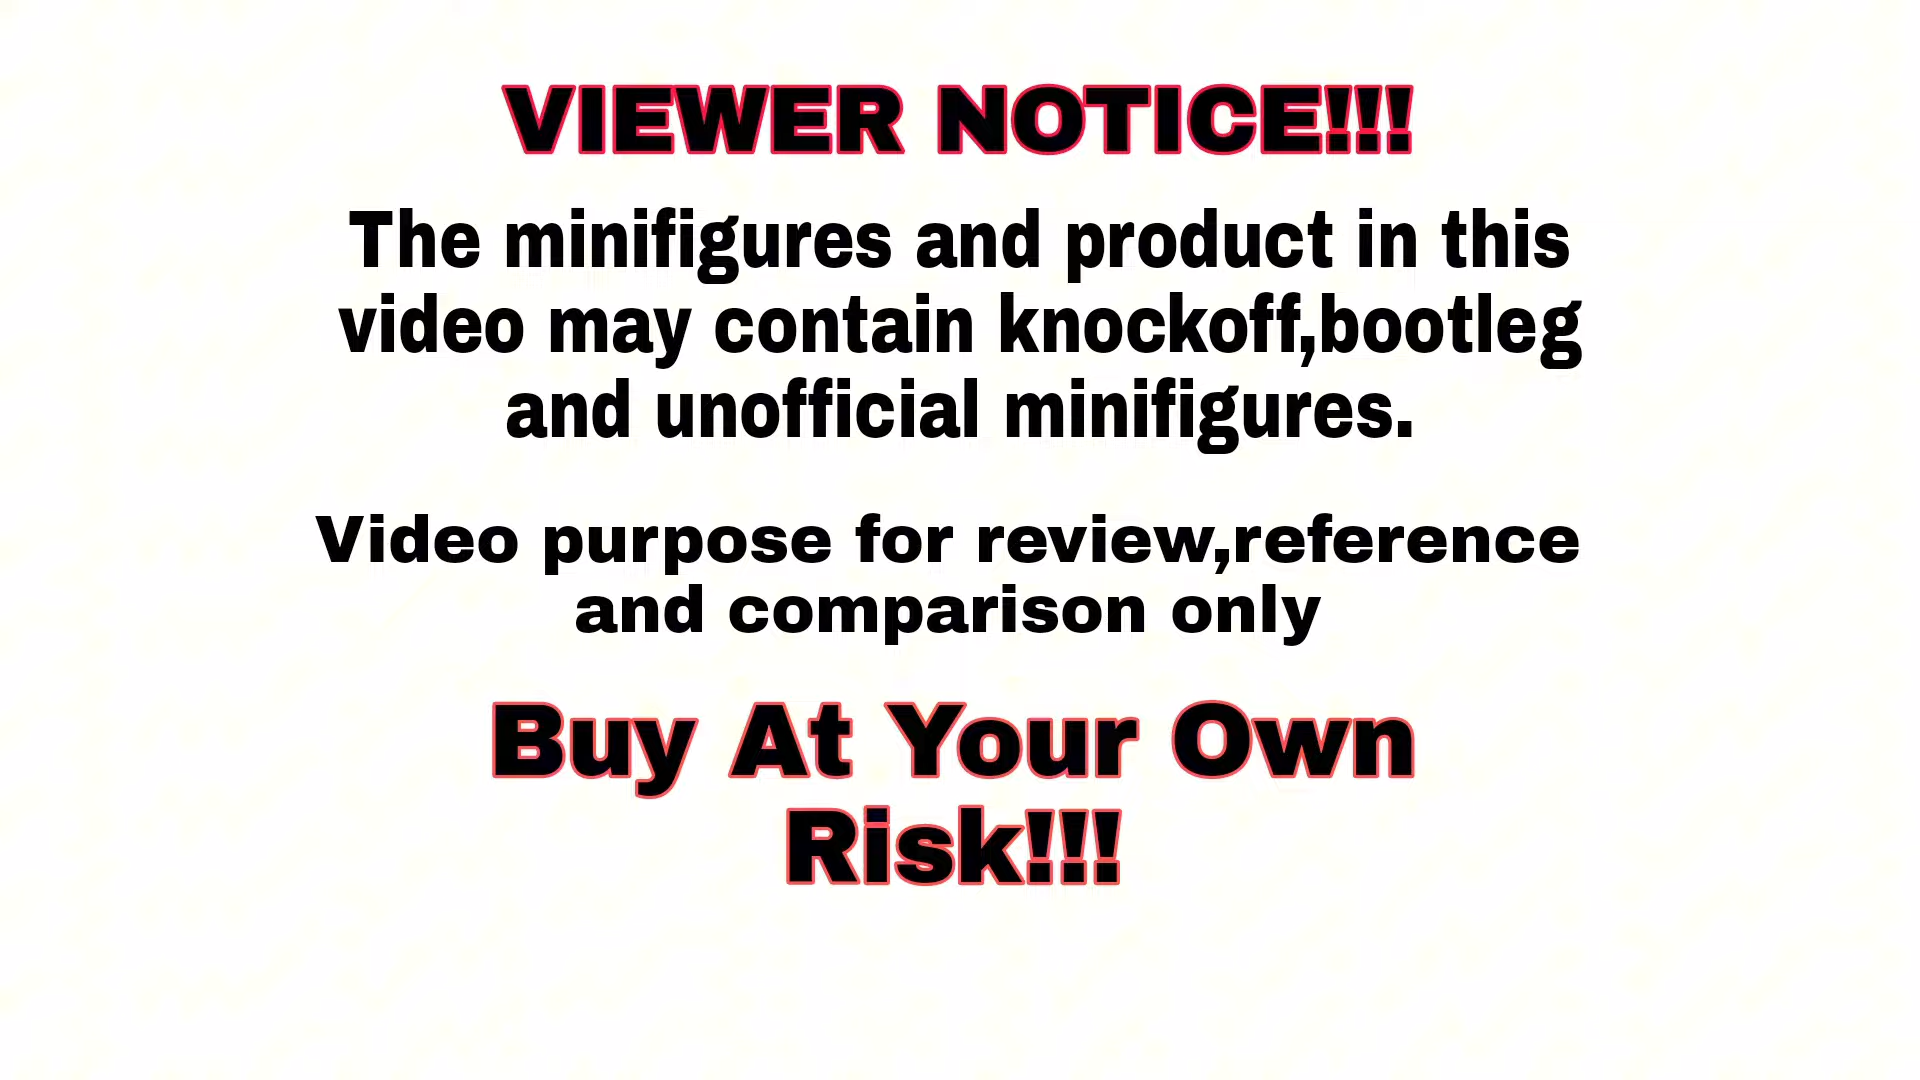 VIEWER NOTICE!!!
The minifigures and product in this
video may contain knockoff,bootleg
and unofficial minifigures.
Video purpose for review,reference
and comparison only
Buy At Your Own
Risk!!!